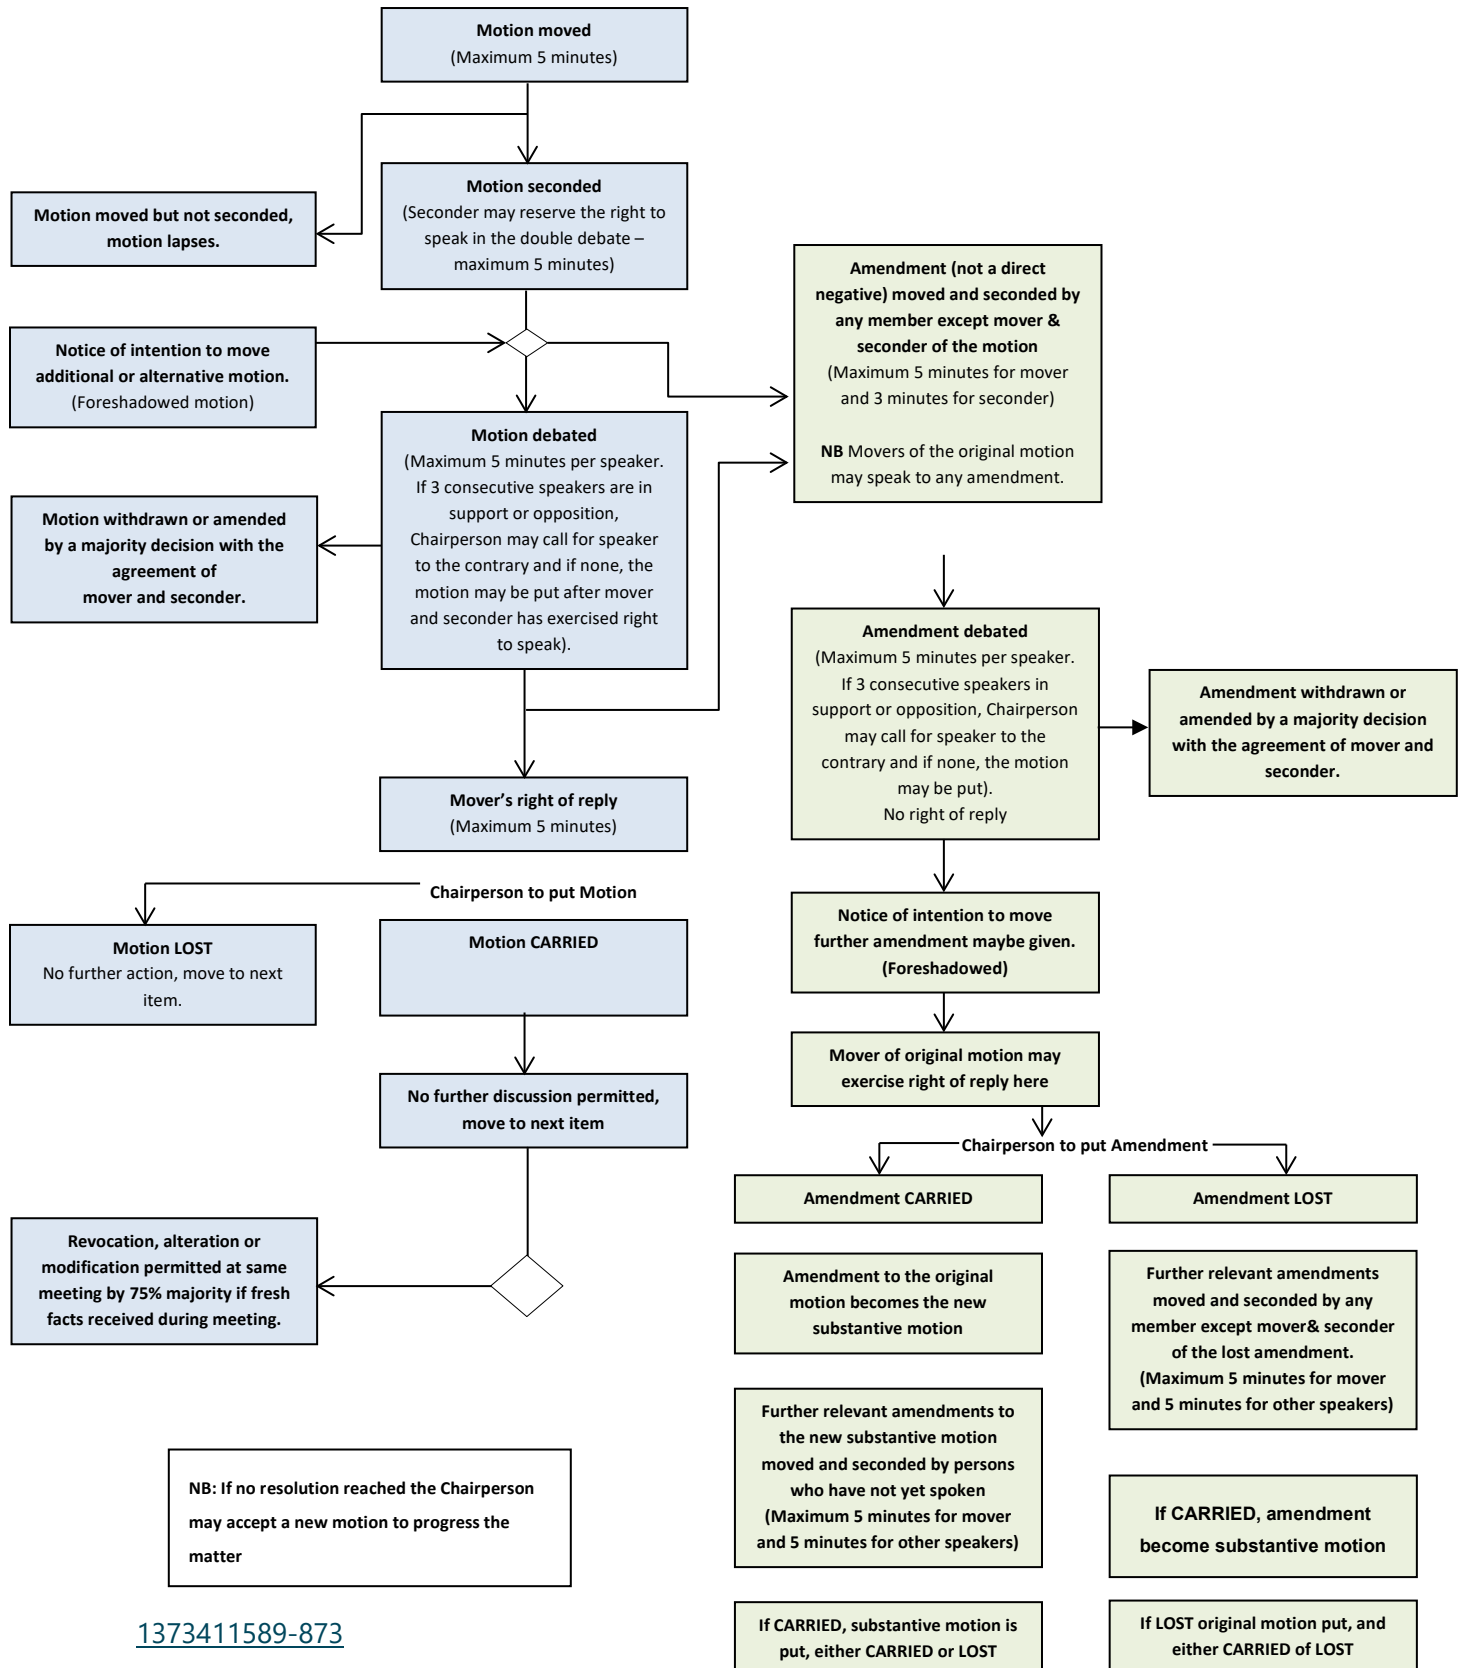 Motion moved
(Maximum 5 minutes)
Motion seconded
(Seconder may reserve the right to
speak in the double debate –
maximum 5 minutes)
Motion moved but not seconded,
motion lapses.
Notice of intention to move
additional or alternative motion.
(Foreshadowed motion)
Motion debated
(Maximum 5 minutes per speaker.
If 3 consecutive speakers are in
support or opposition,
Chairperson may call for speaker
to the contrary and if none, the
motion may be put after mover
and seconder has exercised right
to speak).
Motion withdrawn or amended
by a majority decision with the
agreement of
mover and seconder.
Mover’s right of reply
(Maximum 5 minutes)
Chairperson to put Motion
Motion LOST
No further action, move to next
item.
Motion CARRIED
No further discussion permitted,
move to next item
Revocation, alteration or
modification permitted at same
meeting by 75% majority if fresh
facts received during meeting.
NB: If no resolution reached the Chairperson
may accept a new motion to progress the
matter
1373411589-873
Amendment (not a direct
negative) moved and seconded by
any member except mover &
seconder of the motion
(Maximum 5 minutes for mover
and 3 minutes for seconder)
NB Movers of the original motion
may speak to any amendment.
Amendment debated
(Maximum 5 minutes per speaker.
If 3 consecutive speakers in
support or opposition, Chairperson
may call for speaker to the
contrary and if none, the motion
may be put).
No right of reply
Amendment withdrawn or
amended by a majority decision
with the agreement of mover and
seconder.
Notice of intention to move
further amendment maybe given.
(Foreshadowed)
Mover of original motion may
exercise right of reply here
Chairperson to put Amendment
Amendment CARRIED
Amendment to the original
motion becomes the new
substantive motion
Further relevant amendments to
the new substantive motion
moved and seconded by persons
who have not yet spoken
(Maximum 5 minutes for mover
and 5 minutes for other speakers)
If CARRIED, substantive motion is
put, either CARRIED or LOST
Amendment LOST
Further relevant amendments
moved and seconded by any
member except mover& seconder
of the lost amendment.
(Maximum 5 minutes for mover
and 5 minutes for other speakers)
If CARRIED, amendment
become substantive motion
If LOST original motion put, and
either CARRIED of LOST